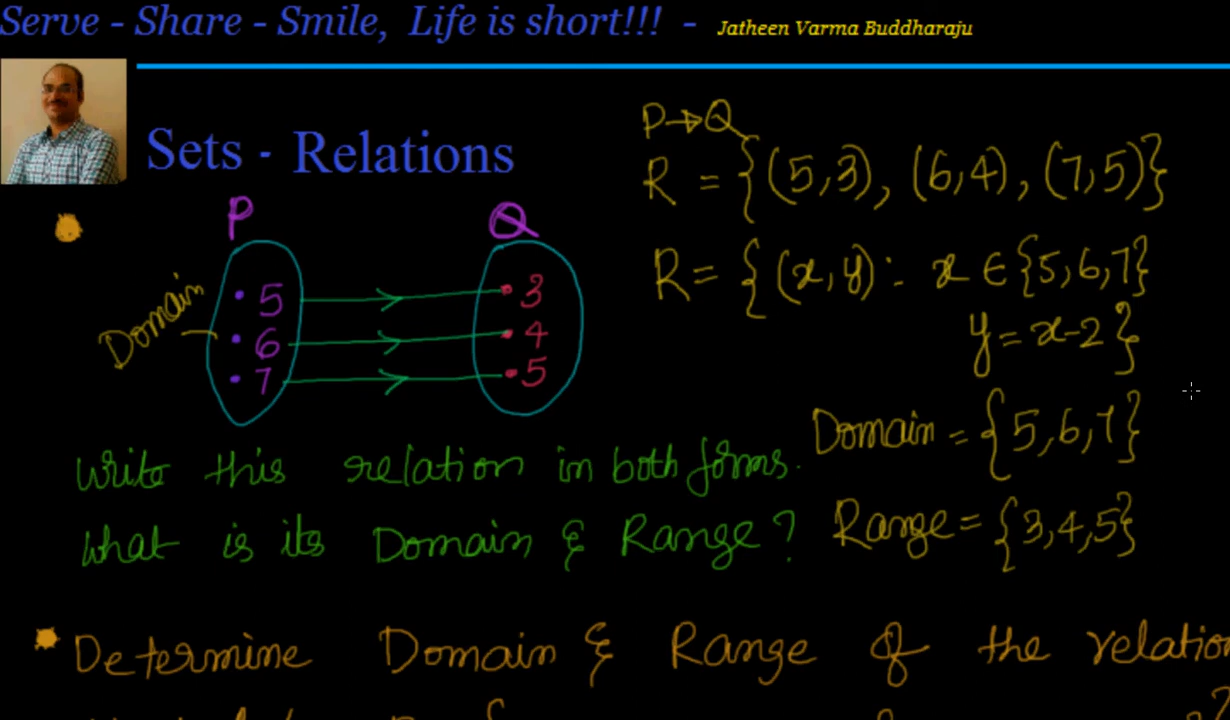 Serve - Share - Smile, Life is short!!! - Jatheen Varma Buddharaju
Sets - Relations
P→Q
R = {(5,3), (6,4), (7,5)}
R = {(x,y): x ∈ {5,6,7}
y = x-2}
P
Q
Domain
5
6
7
3
4
5
Domain = {5,6,7}
Range = {3,4,5}
Write this relation in both forms.
What is its Domain & Range?
Determine Domain & Range of the relation